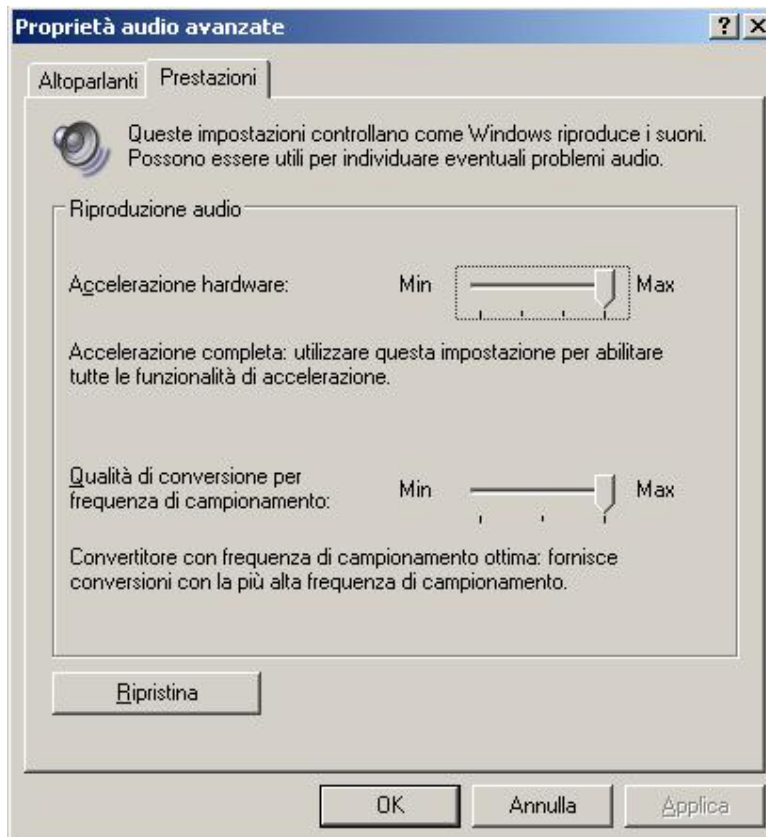 Proprietà audio avanzate
Altoparlanti
Prestazioni
Queste impostazioni controllano come Windows riproduce i suoni.
Possono essere utili per individuare eventuali problemi audio.
Riproduzione audio
Accelerazione hardware:
Min
Max
Accelerazione completa: utilizzare questa impostazione per abilitare
tutte le funzionalità di accelerazione.
Qualità di conversione per
frequenza di campionamento:
Min
Max
Convertitore con frequenza di campionamento ottima: fornisce
conversioni con la più alta frequenza di campionamento.
Ripristina
OK
Annulla
Applica